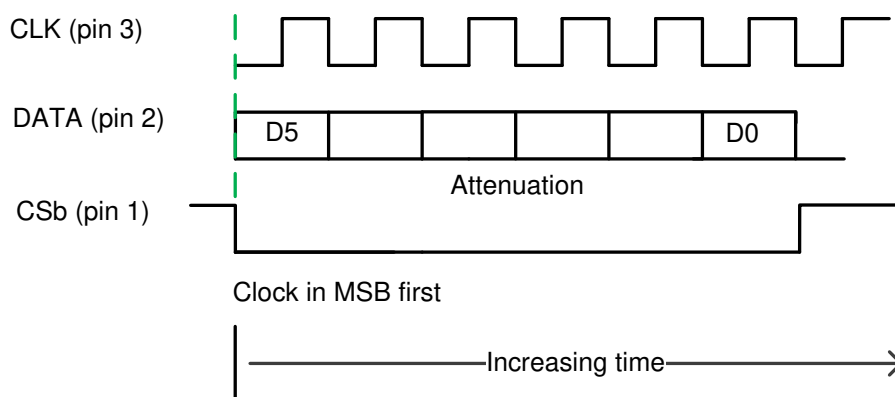 CLK (pin 3)
DATA (pin 2)
D5
D0
Attenuation
CSb (pin 1)
Clock in MSB first
Increasing time